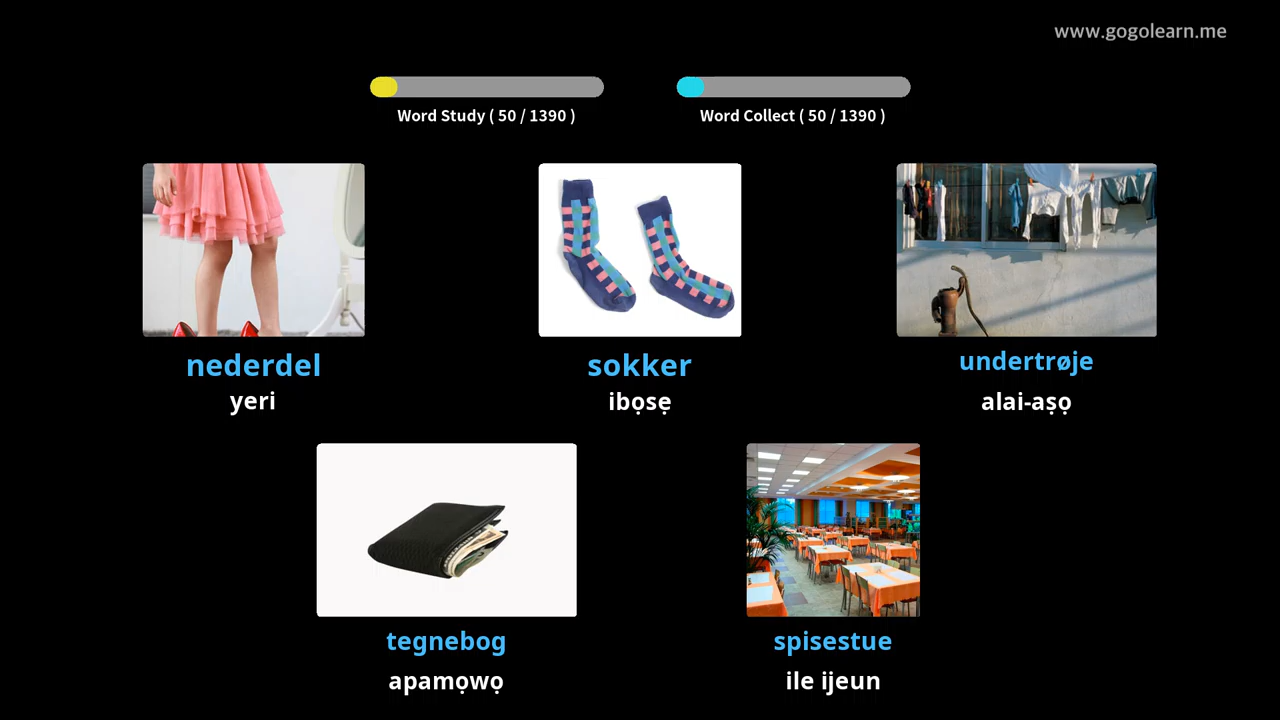 www.gogolearn.me
Word Study ( 50 / 1390 )
Word Collect ( 50 / 1390 )
nederdel
yeri
sokker
ibọsẹ
undertrøje
alai-aṣọ
tegnebog
apamọwọ
spisestue
ile ijeun